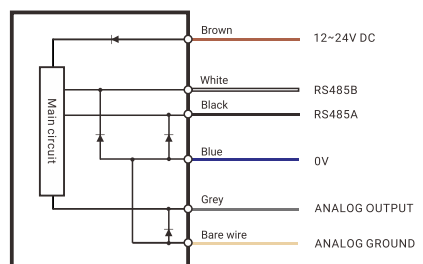 Brown
12~24V DC
White
RS485B
Black
RS485A
Main circuit
Blue
0V
Grey
ANALOG OUTPUT
Bare wire
ANALOG GROUND